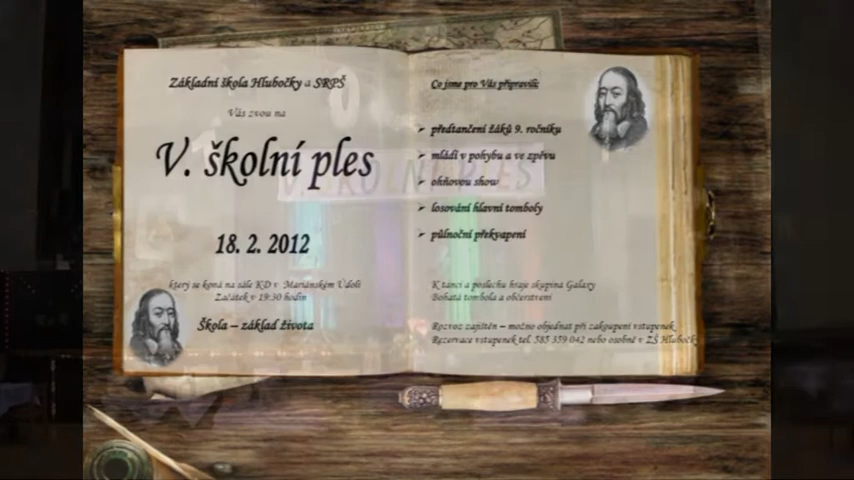 Základní škola Hlubočky a SRPŠ
Vás zvou na
V. školní ples
18. 2. 2012
který se koná na sále KD v Mariánském Údolí
Začátek v 19:30 hodin
Škola – základ života
Co jsme pro Vás připravili:
předtančení žáků 9. ročníku
mládí v pohybu a ve zpěvu
ohňovou show
losování hlavní tomboly
půlnoční překvapení
K tanci a poslechu hraje skupina Galaxy
Bohatá tombola a občerstvení
Rozvoz zajištěn – možno objednat při zakoupení vstupenek
Rezervace vstupenek tel. 585 359 042 nebo osobně v ZŠ Hlubočk
V. ŠKOLNÍ PLES